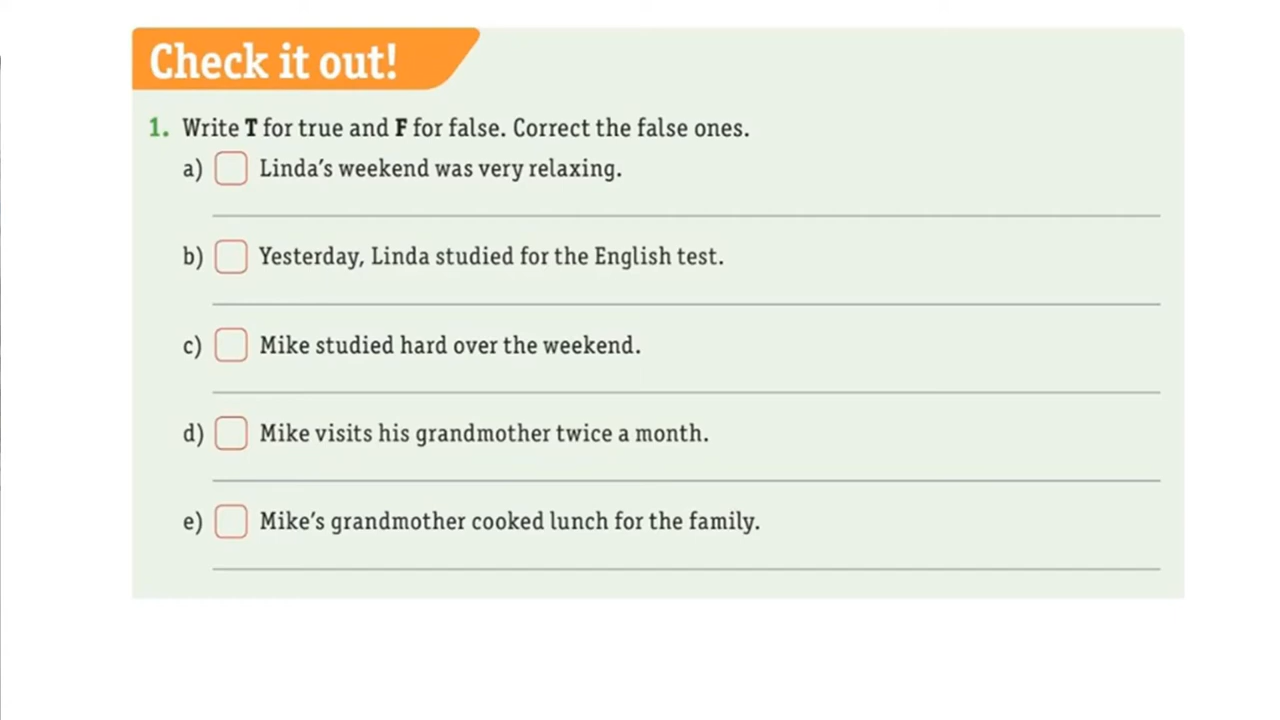 Check it out!
1. Write T for true and F for false. Correct the false ones.
a) Linda's weekend was very relaxing.
b) Yesterday, Linda studied for the English test.
c) Mike studied hard over the weekend.
d) Mike visits his grandmother twice a month.
e) Mike's grandmother cooked lunch for the family.